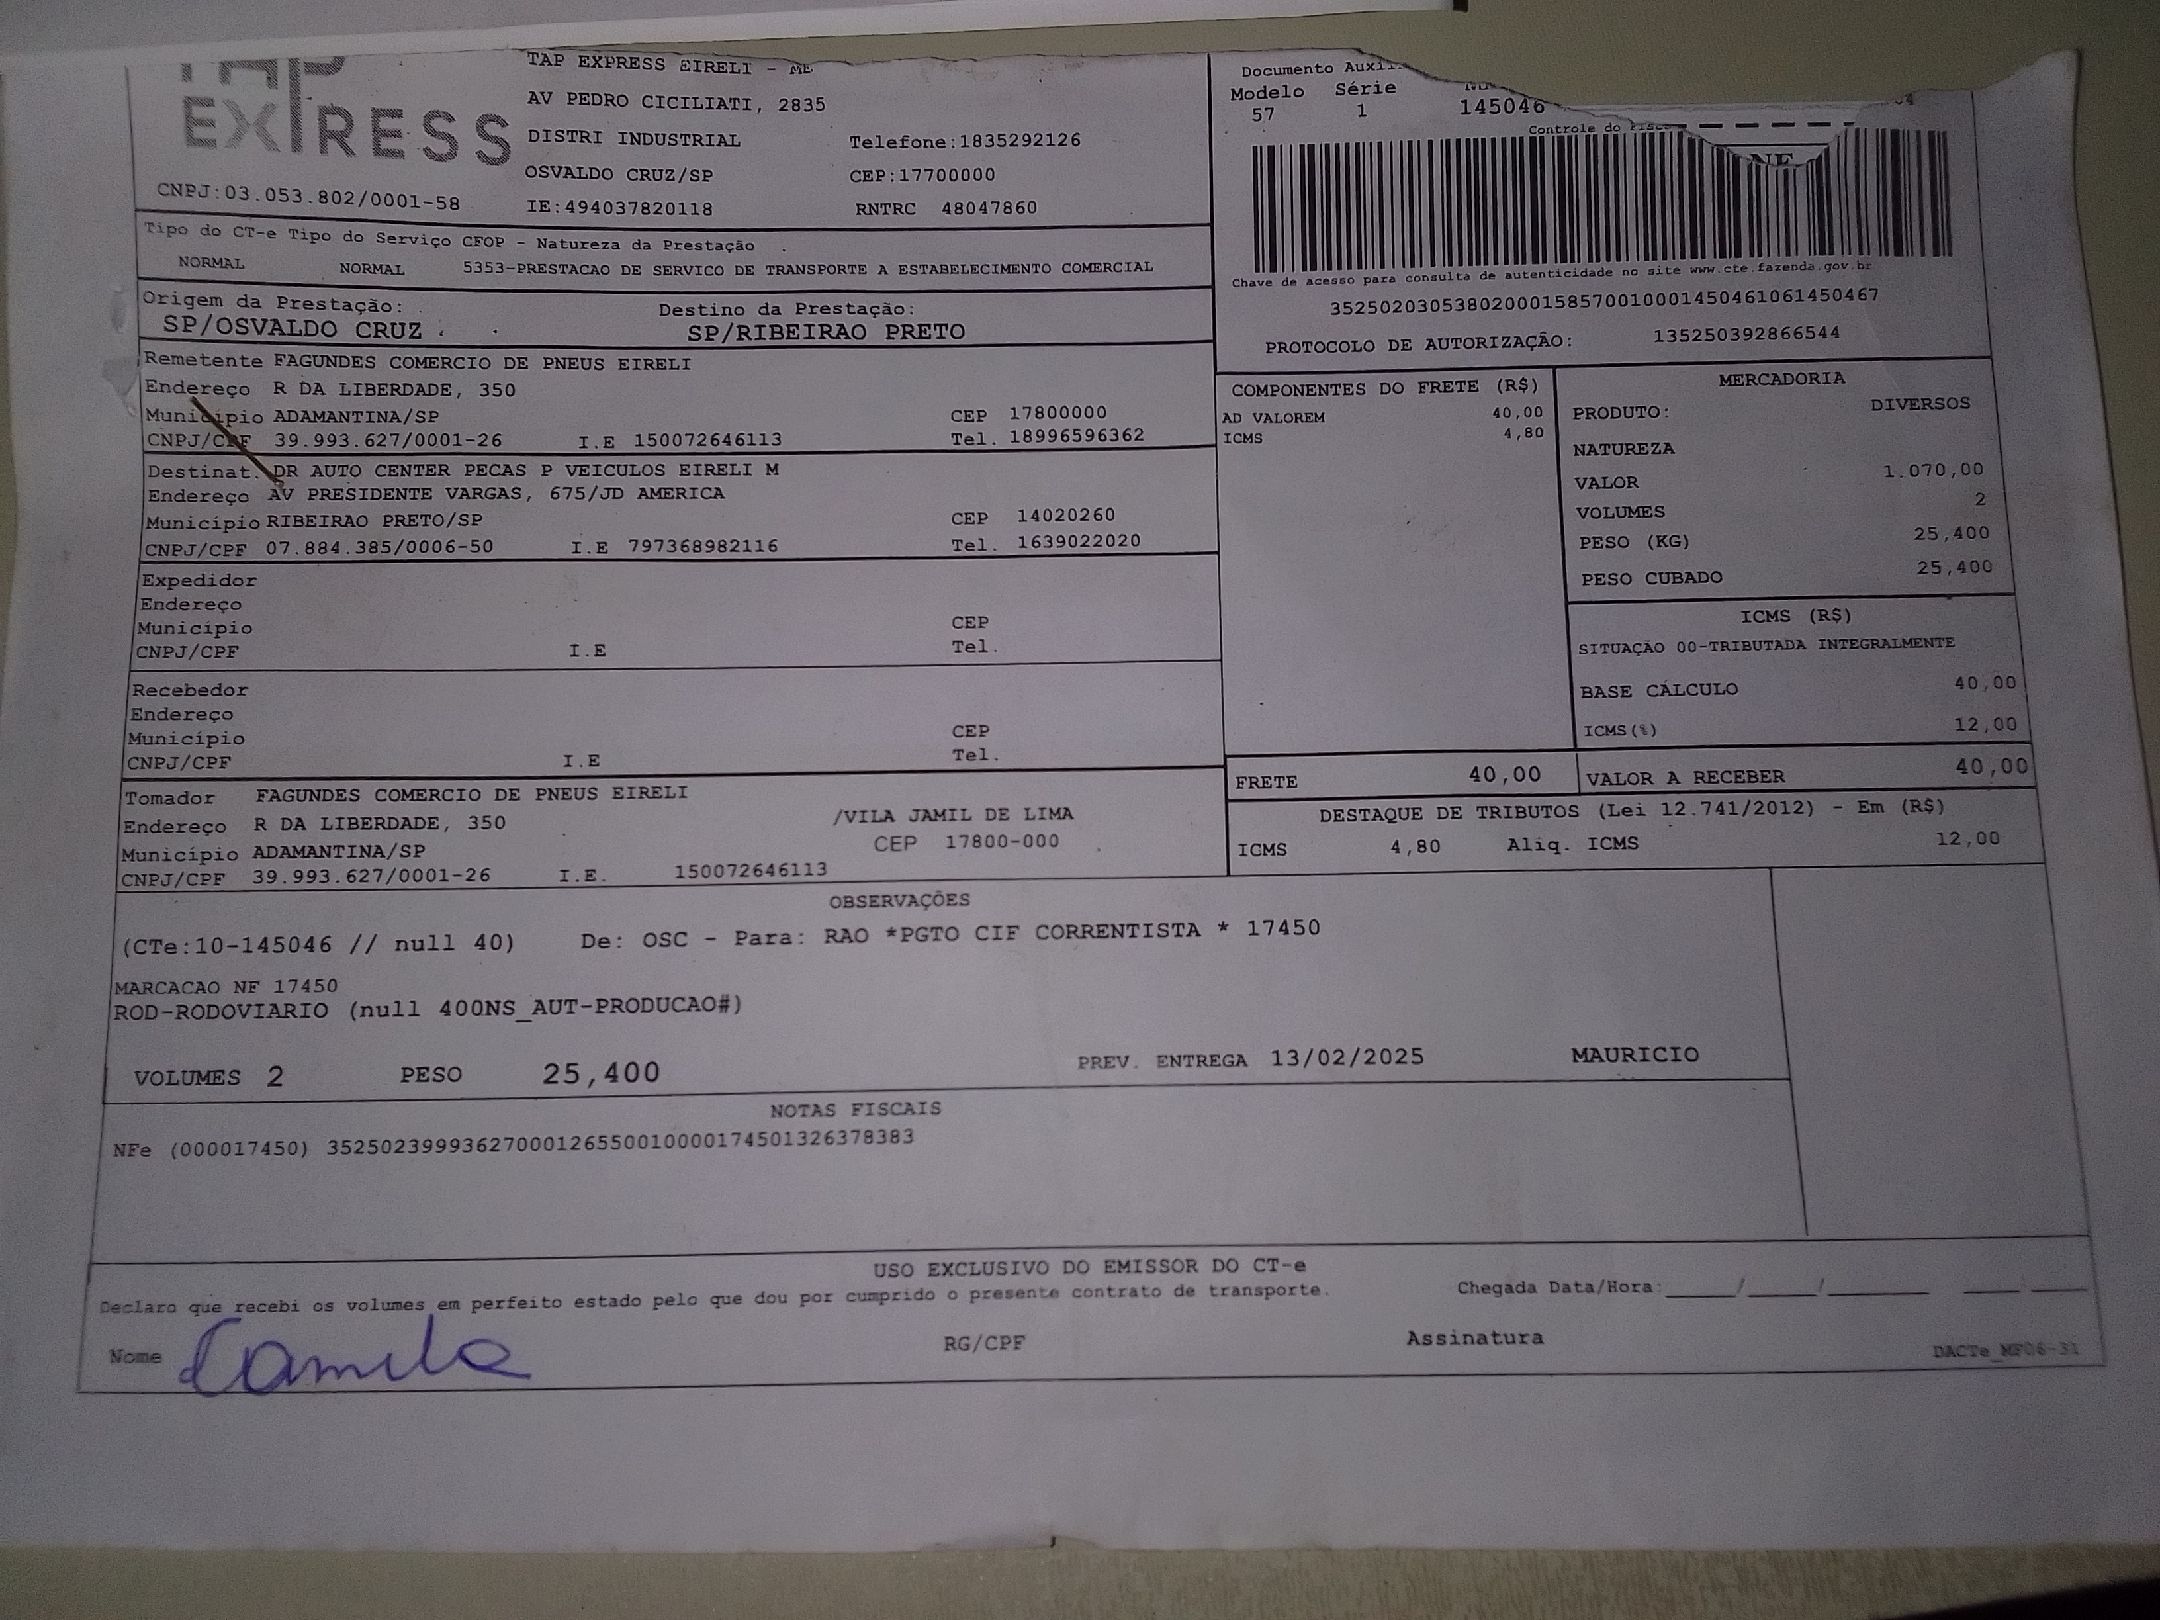 EXPRESS
CNPJ:03.053.802/0001-58
TAP EXPRESS EIRELI - ME
AV PEDRO CICILIATI, 2835
DISTRI INDUSTRIAL Telefone:1835292126
OSVALDO CRUZ/SP CEP:17700000
IE:494037820118 RNTRC 48047860
Documento Auxili
Modelo Série
57 1 145046
Controle do Fisco
NE
Chave de acesso para consulta de autenticidade no site www.cte.fazenda.gov.br
35250203053802000158570010001450461061450467
PROTOCOLO DE AUTORIZAÇÃO: 135250392866544
Tipo do CT-e Tipo do Serviço CFOP - Natureza da Prestação
NORMAL NORMAL 5353-PRESTACAO DE SERVICO DE TRANSPORTE A ESTABELECIMENTO COMERCIAL
Origem da Prestação: Destino da Prestação:
SP/OSVALDO CRUZ SP/RIBEIRAO PRETO
Remetente FAGUNDES COMERCIO DE PNEUS EIRELI
Endereço R DA LIBERDADE, 350
Município ADAMANTINA/SP CEP 17800000
CNPJ/CPF 39.993.627/0001-26 I.E 150072646113 Tel. 18996596362
Destinat. DR AUTO CENTER PECAS P VEICULOS EIRELI M
Endereço AV PRESIDENTE VARGAS, 675/JD AMERICA
Município RIBEIRAO PRETO/SP CEP 14020260
CNPJ/CPF 07.884.385/0006-50 I.E 797368982116 Tel. 1639022020
Expedidor
Endereço
Município CEP
CNPJ/CPF I.E Tel.
Recebedor
Endereço
Município CEP
CNPJ/CPF I.E Tel.
Tomador FAGUNDES COMERCIO DE PNEUS EIRELI
Endereço R DA LIBERDADE, 350 /VILA JAMIL DE LIMA
Município ADAMANTINA/SP CEP 17800-000
CNPJ/CPF 39.993.627/0001-26 I.E. 150072646113
COMPONENTES DO FRETE (R$)
AD VALOREM 40,00
ICMS 4,80
MERCADORIA
PRODUTO: DIVERSOS
NATUREZA
VALOR 1.070,00
VOLUMES 2
PESO (KG) 25,400
PESO CUBADO 25,400
ICMS (R$)
SITUAÇÃO 00-TRIBUTADA INTEGRALMENTE
BASE CÁLCULO 40,00
ICMS(%) 12,00
FRETE 40,00 VALOR A RECEBER 40,00
DESTAQUE DE TRIBUTOS (Lei 12.741/2012) - Em (R$)
ICMS 4,80 Aliq. ICMS 12,00
OBSERVAÇÕES
(CTe:10-145046 // null 40) De: OSC - Para: RAO *PGTO CIF CORRENTISTA * 17450
MARCACAO NF 17450
ROD-RODOVIARIO (null 400NS_AUT-PRODUCAO#)
VOLUMES 2 PESO 25,400 PREV. ENTREGA 13/02/2025 MAURICIO
NOTAS FISCAIS
NFe (000017450) 35250239993627000126550010000174501326378383
USO EXCLUSIVO DO EMISSOR DO CT-e
Declaro que recebi os volumes em perfeito estado pelo que dou por cumprido o presente contrato de transporte. Chegada Data/Hora:_____/_____/_______ ____ ____
Nome Camila RG/CPF Assinatura
DACTe_MF06-31